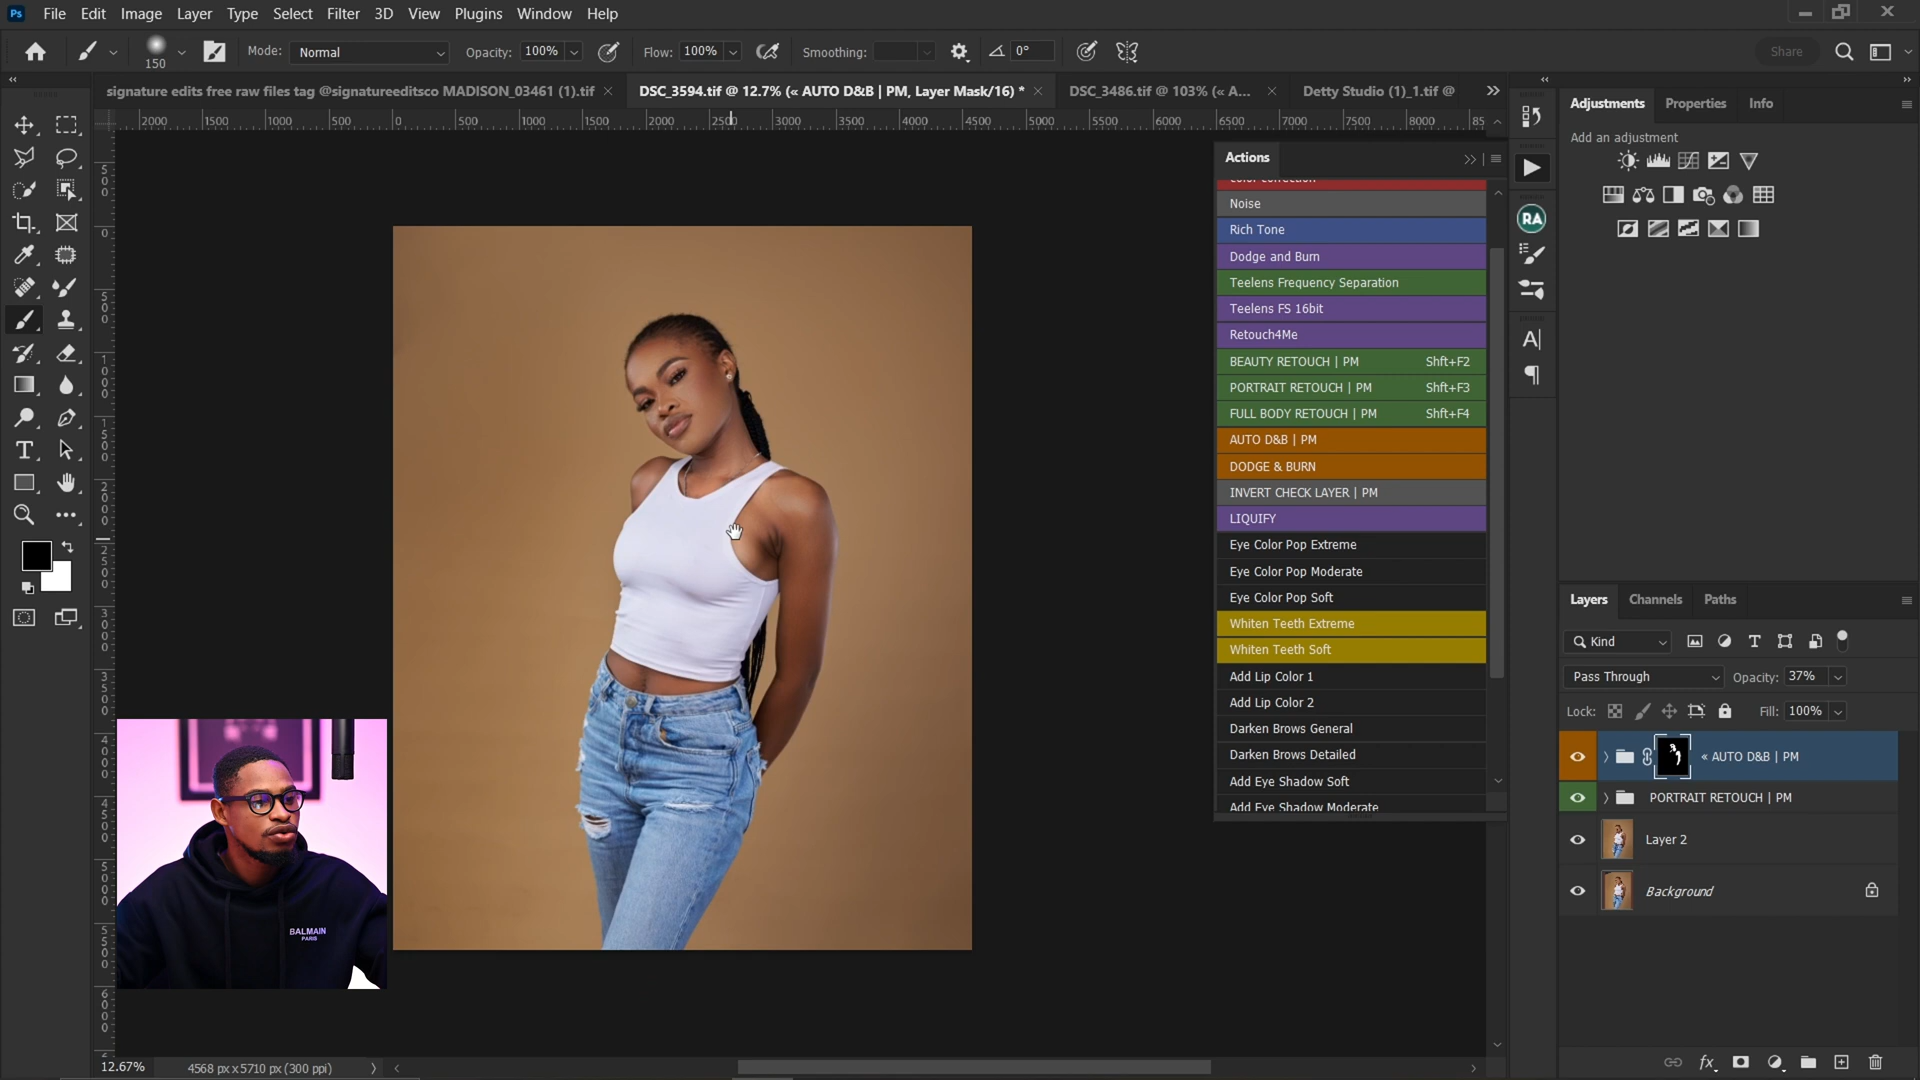 Ps File Edit Image Layer Type Select Filter 3D View Plugins Window Help
150 Mode: Normal Opacity: 100% Flow: 100% Smoothing: 0° Share
signature edits free raw files tag @signatureeditsco MADISON_03461 (1).tif × DSC_3594.tif @ 12.7% (« AUTO D&B | PM, Layer Mask/16) * × DSC_3486.tif @ 103% (« A... × Detty Studio (1)_1.tif @
2000 1500 1000 500 0 500 1000 1500 2000 2500 3000 3500 4000 4500 5000 5500 6000 6500 7000 7500 8000 85
Actions
Color Correction
Noise
Rich Tone
Dodge and Burn
Teelens Frequency Separation
Teelens FS 16bit
Retouch4Me
BEAUTY RETOUCH | PM Shft+F2
PORTRAIT RETOUCH | PM Shft+F3
FULL BODY RETOUCH | PM Shft+F4
AUTO D&B | PM
DODGE & BURN
INVERT CHECK LAYER | PM
LIQUIFY
Eye Color Pop Extreme
Eye Color Pop Moderate
Eye Color Pop Soft
Whiten Teeth Extreme
Whiten Teeth Soft
Add Lip Color 1
Add Lip Color 2
Darken Brows General
Darken Brows Detailed
Add Eye Shadow Soft
Add Eye Shadow Moderate
RA
Adjustments Properties Info
Add an adjustment
Layers Channels Paths
Kind
Pass Through Opacity: 37%
Lock: Fill: 100%
« AUTO D&B | PM
PORTRAIT RETOUCH | PM
Layer 2
Background
BALMAIN
PARIS
12.67% 4568 px x 5710 px (300 ppi)